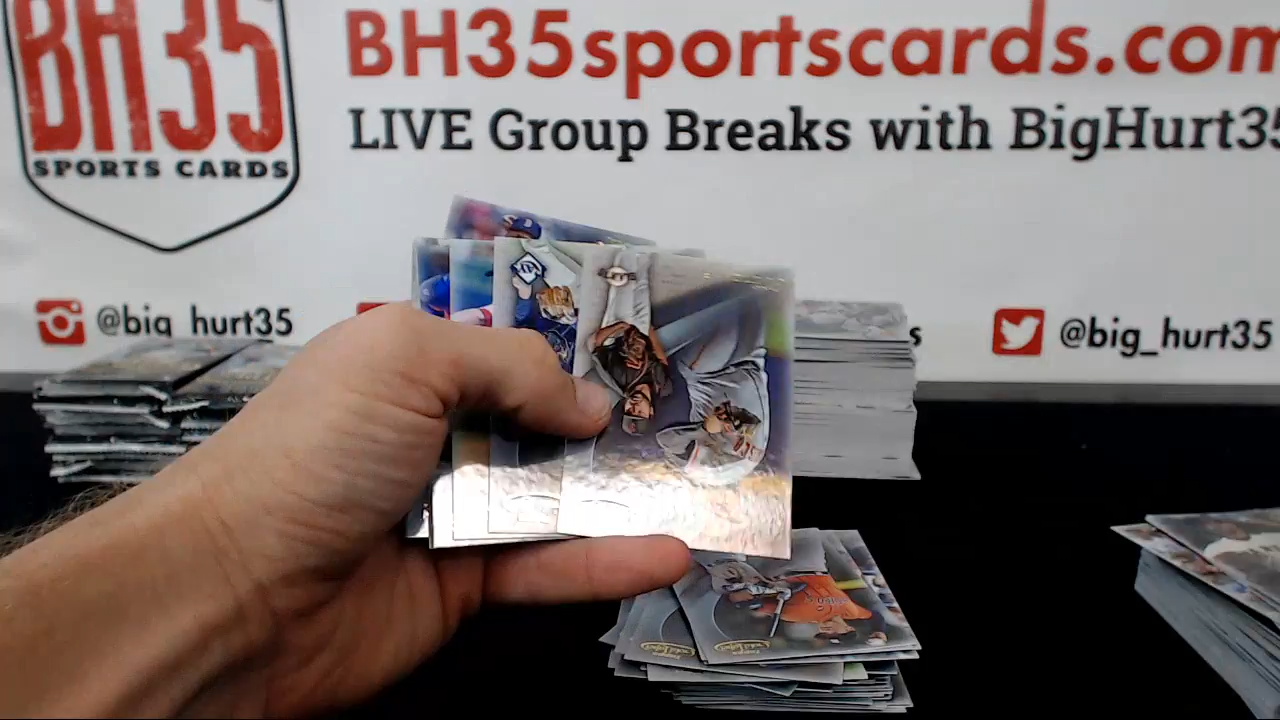 BH35
SPORTS CARDS
BH35sportscards.com
LIVE Group Breaks with BigHurt35
@big_hurt35
s
@big_hurt35